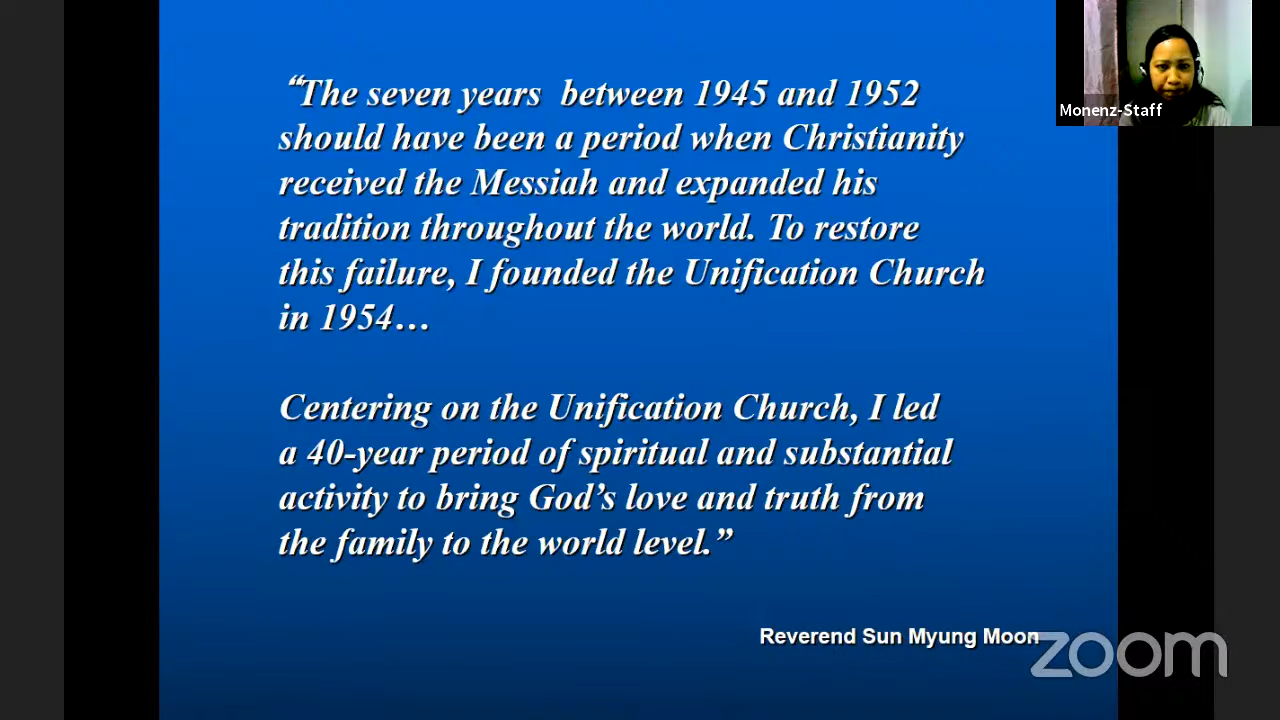 “The seven years between 1945 and 1952
should have been a period when Christianity
received the Messiah and expanded his
tradition throughout the world. To restore
this failure, I founded the Unification Church
in 1954…
Centering on the Unification Church, I led
a 40-year period of spiritual and substantial
activity to bring God’s love and truth from
the family to the world level.”
Reverend Sun Myung Moon
Monenz-Staff
zoom